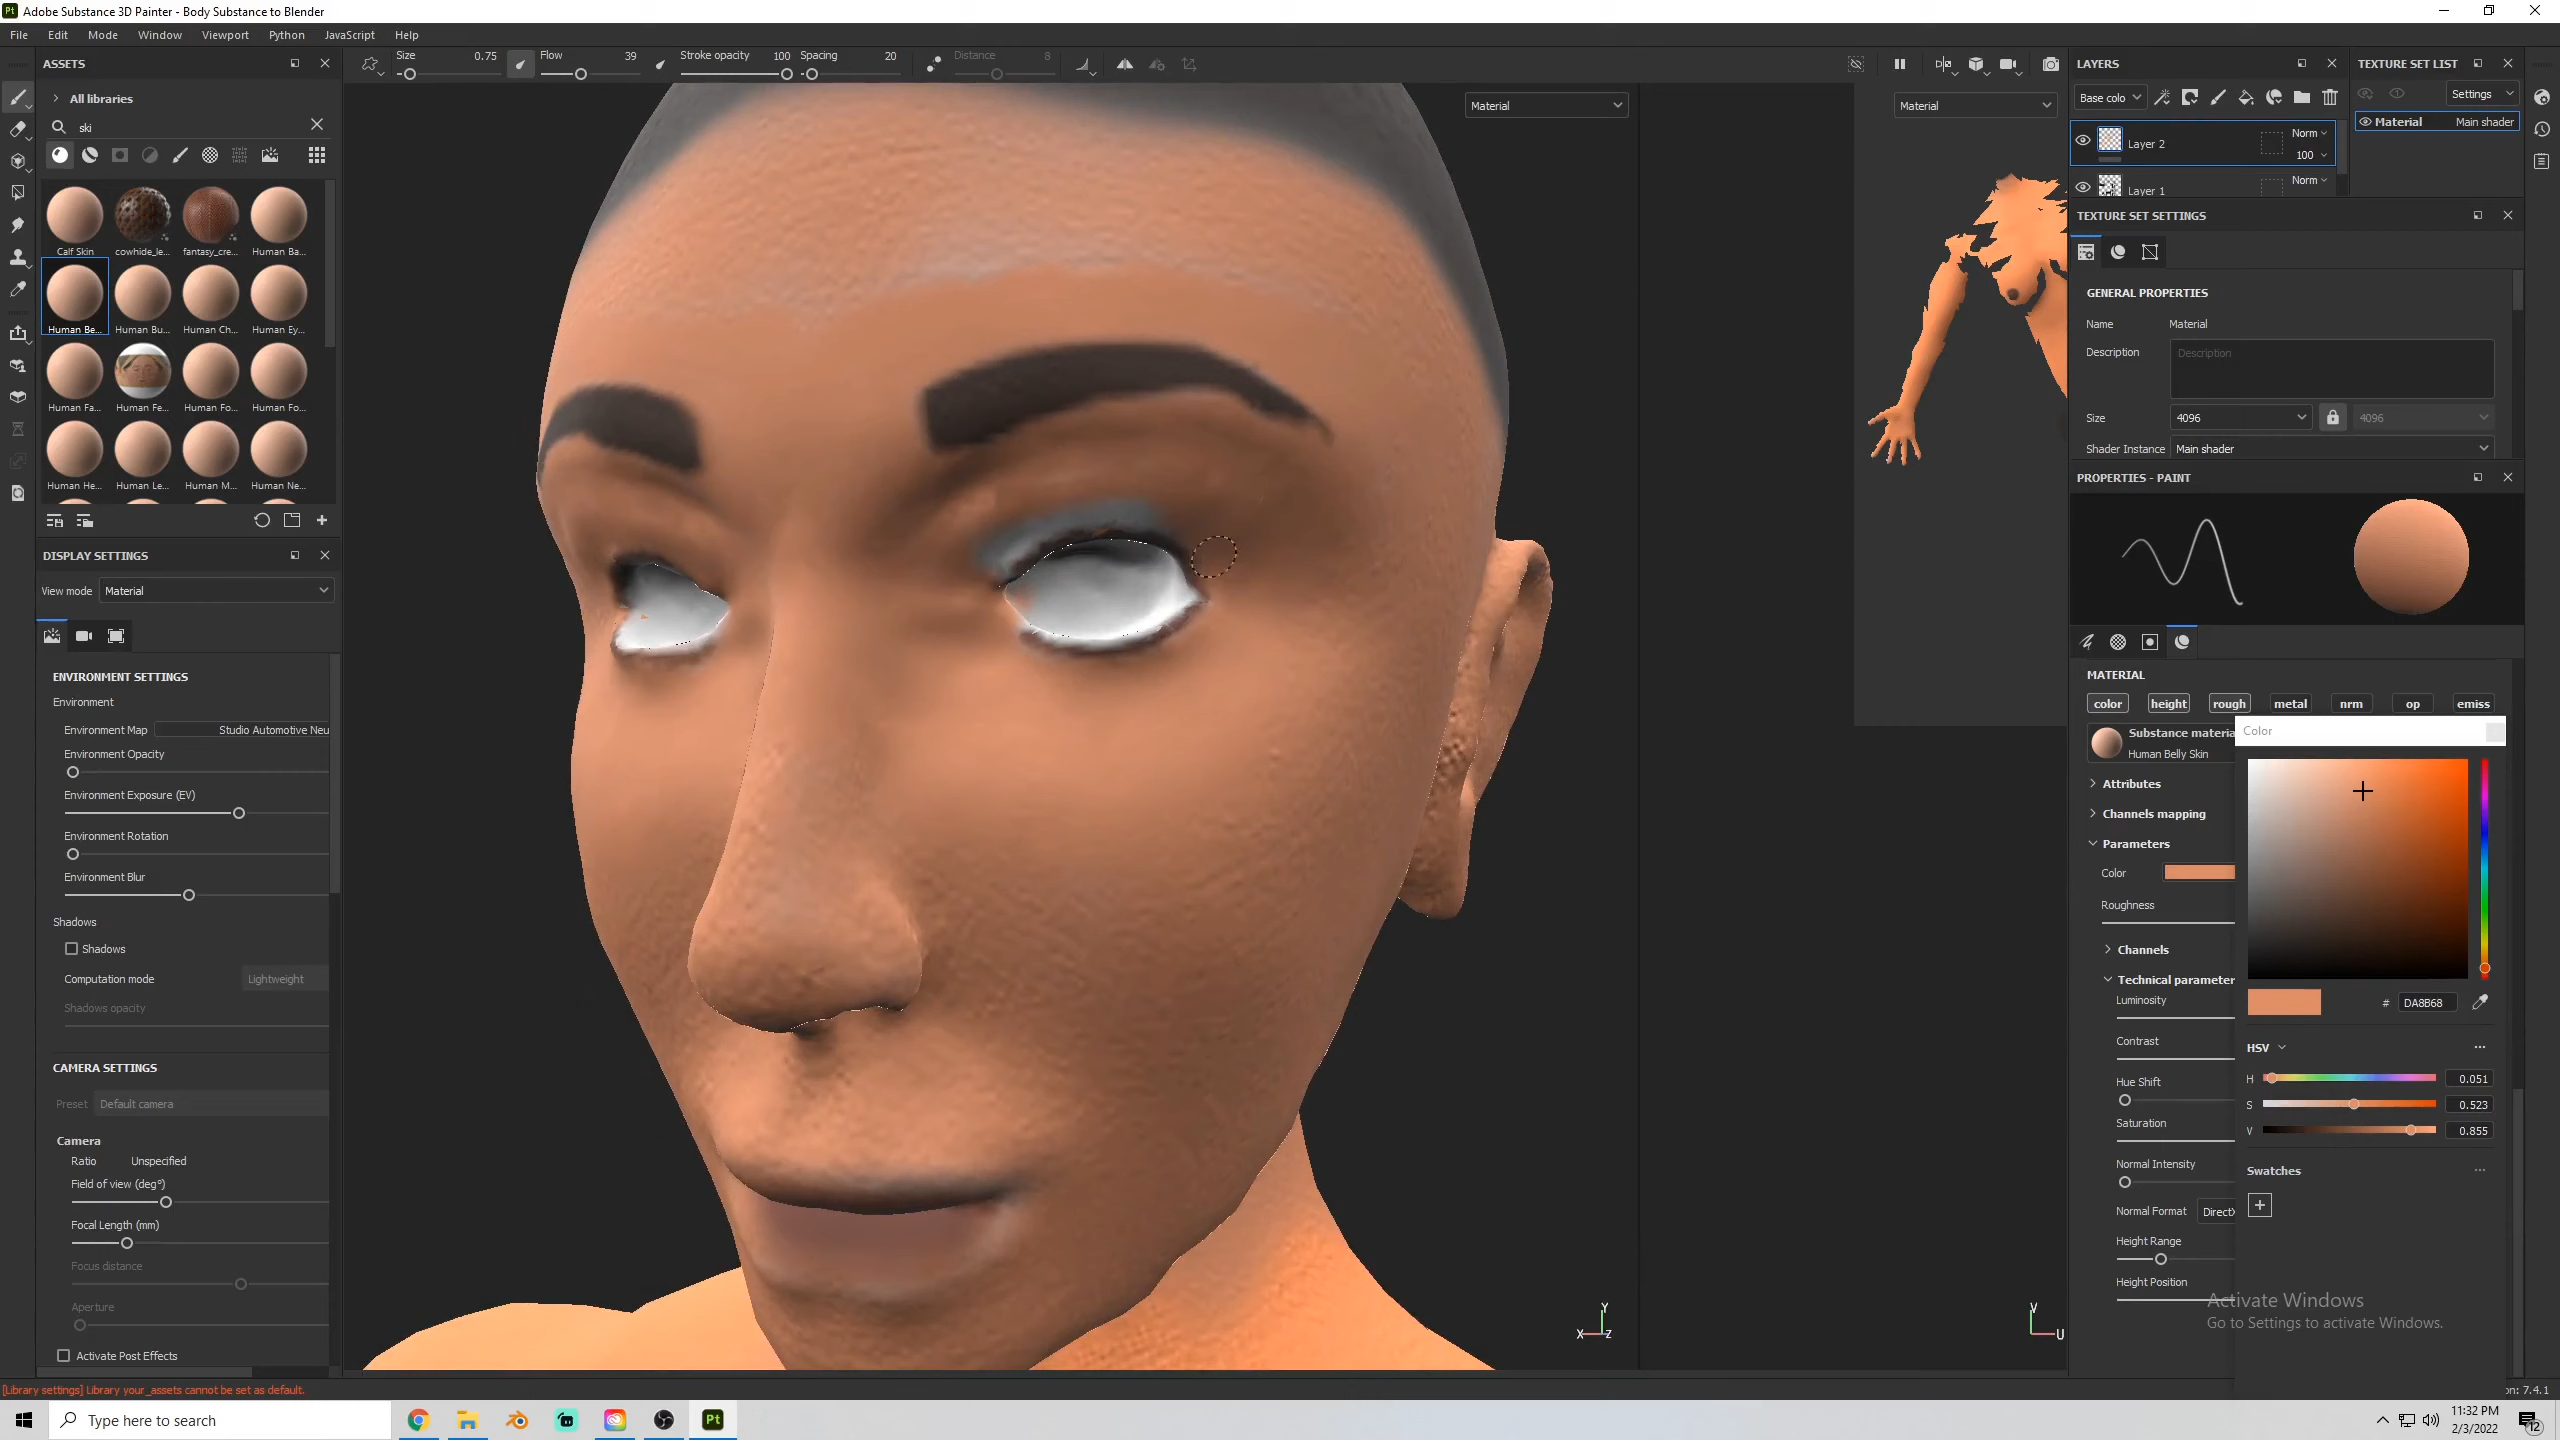 Adobe Substance 3D Painter - Body Substance to Blender
File Edit Mode Window Viewport Python JavaScript Help
ASSETS
All libraries
ski
Calf Skin cowhide_le... fantasy_cre... Human Ba...
Human Be... Human Bu... Human Ch... Human Ey...
Human Fa... Human Fe... Human Fo... Human Fo...
Human He... Human Le... Human M... Human Ne...
DISPLAY SETTINGS
View mode Material
ENVIRONMENT SETTINGS
Environment
Environment Map Studio Automotive Neu
Environment Opacity
Environment Exposure (EV)
Environment Rotation
Environment Blur
Shadows
Shadows
Computation mode Lightweight
Shadows opacity
CAMERA SETTINGS
Preset Default camera
Camera
Ratio Unspecified
Field of view (deg°)
Focal Length (mm)
Focus distance
Aperture
Activate Post Effects
[Library settings] Library your_assets cannot be set as default.
Size 0.75 Flow 39 Stroke opacity 100 Spacing 20 Distance 8
Material
Material
Y
X Z
V
U
LAYERS
Base colo
Layer 2 Norm
100
Layer 1 Norm
TEXTURE SET LIST
Settings
Material Main shader
TEXTURE SET SETTINGS
GENERAL PROPERTIES
Name Material
Description Description
Size 4096 4096
Shader Instance Main shader
PROPERTIES - PAINT
MATERIAL
color height rough metal nrm op emiss
Substance materia
Human Belly Skin
Attributes
Channels mapping
Parameters
Color
Roughness
Channels
Technical parameter
Luminosity
Contrast
Hue Shift
Saturation
Normal Intensity
Normal Format DirectX
Height Range
Height Position
Color
# DA8B68
HSV
H 0.051
S 0.523
V 0.855
Swatches
Activate Windows
Go to Settings to activate Windows.
on: 7.4.1
Type here to search
Pt
11:32 PM
2/3/2022
12